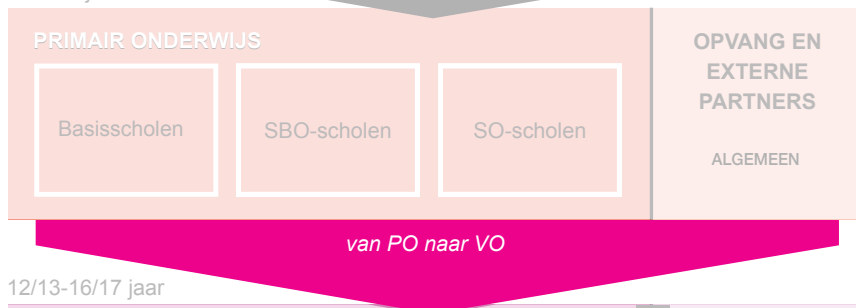 PRIMAIR ONDERWIJS
Basisscholen
SBO-scholen
SO-scholen
OPVANG EN
EXTERNE
PARTNERS
ALGEMEEN
van PO naar VO
12/13-16/17 jaar